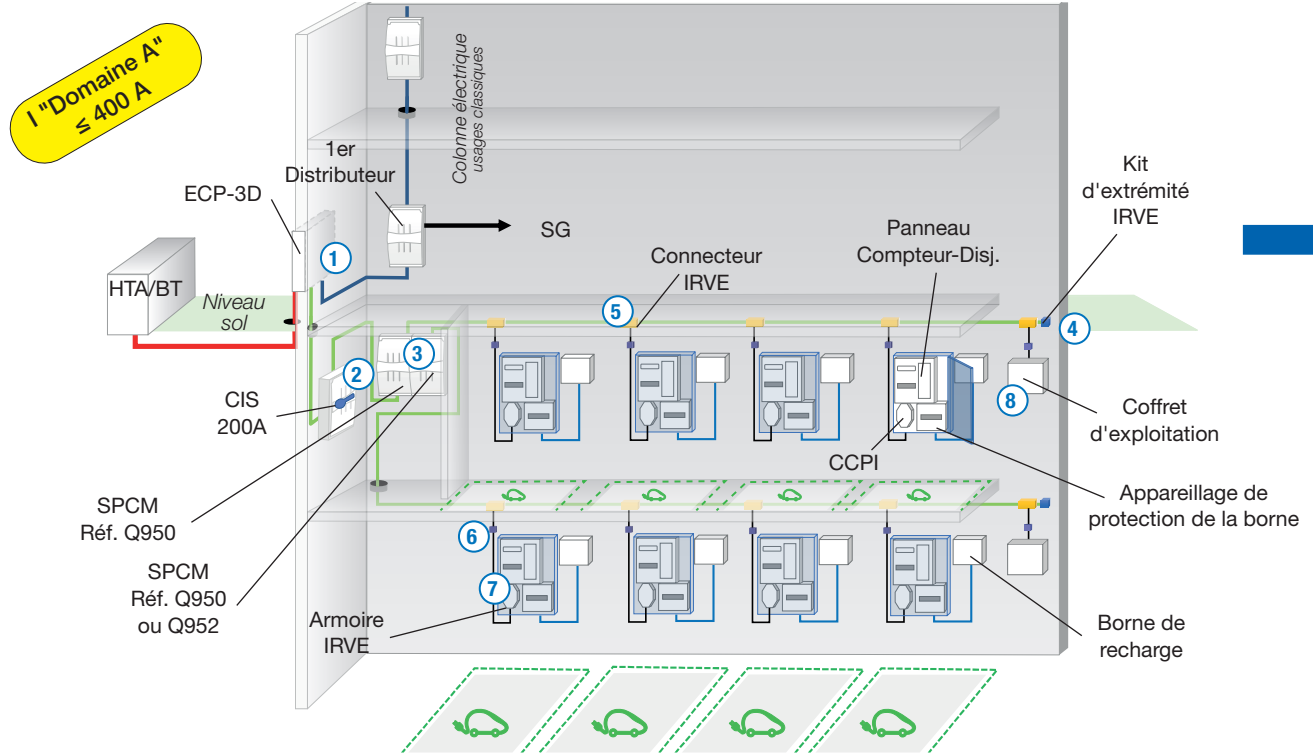 I "Domaine A"
≤ 400 A
Colonne électrique
usages classiques
1er
Distributeur
ECP-3D
1
SG
HTA/BT
Niveau
sol
Kit
d'extrémité
IRVE
Panneau
Compteur-Disj.
Connecteur
IRVE
5
4
3
2
CIS
200A
8
Coffret
d'exploitation
CCPI
SPCM
Réf. Q950
Appareillage de
protection de la borne
6
SPCM
Réf. Q950
ou Q952
7
Armoire
IRVE
Borne de
recharge